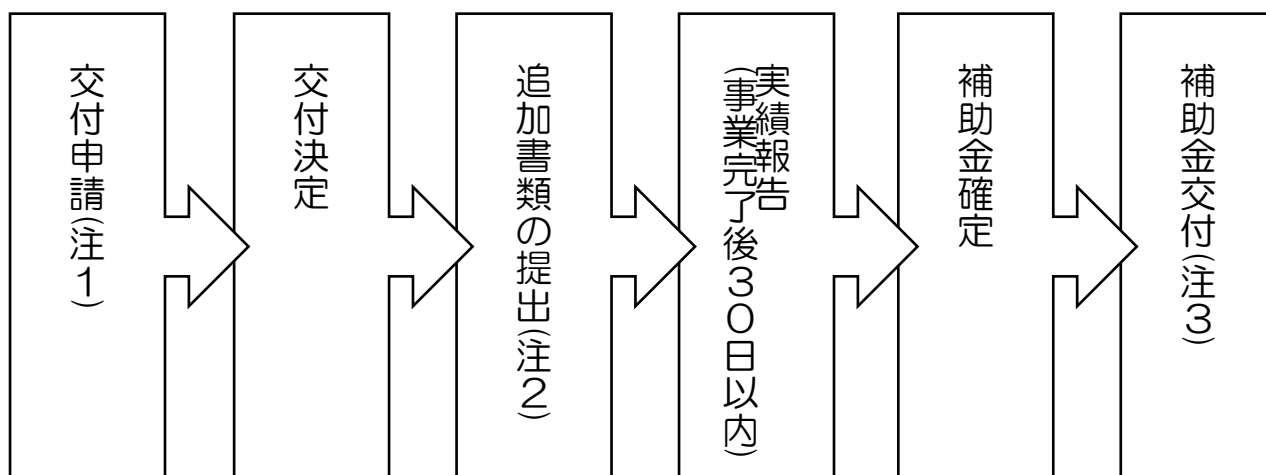 交付申請（注１）
交付決定
追加書類の提出（注２）
実績報告
（事業完了後３０日以内）
補助金確定
補助金交付（注３）